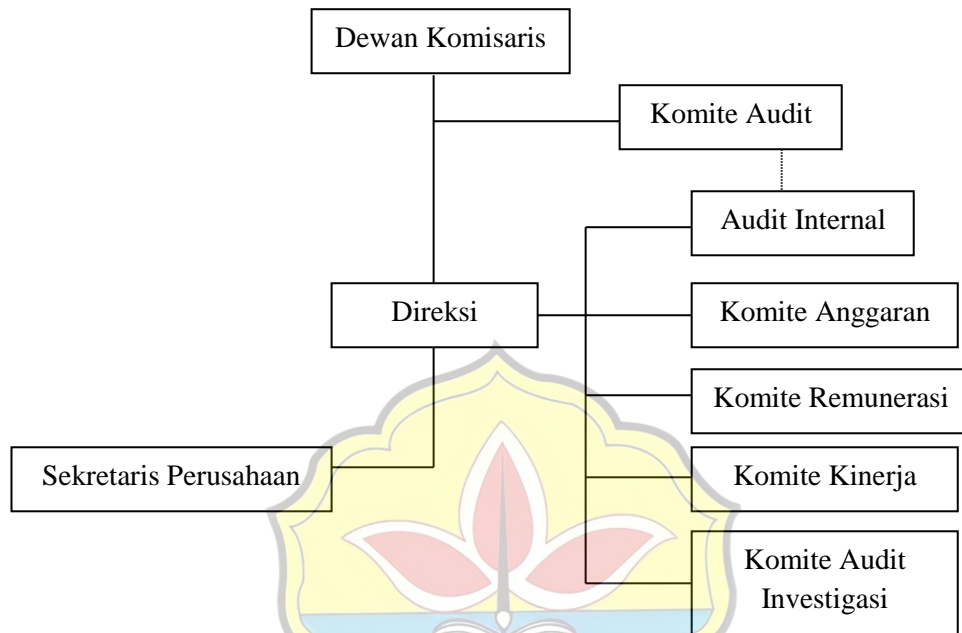 Dewan Komisaris
Komite Audit
Audit Internal
Direksi
Komite Anggaran
Komite Remunerasi
Sekretaris Perusahaan
Komite Kinerja
Komite Audit
Investigasi